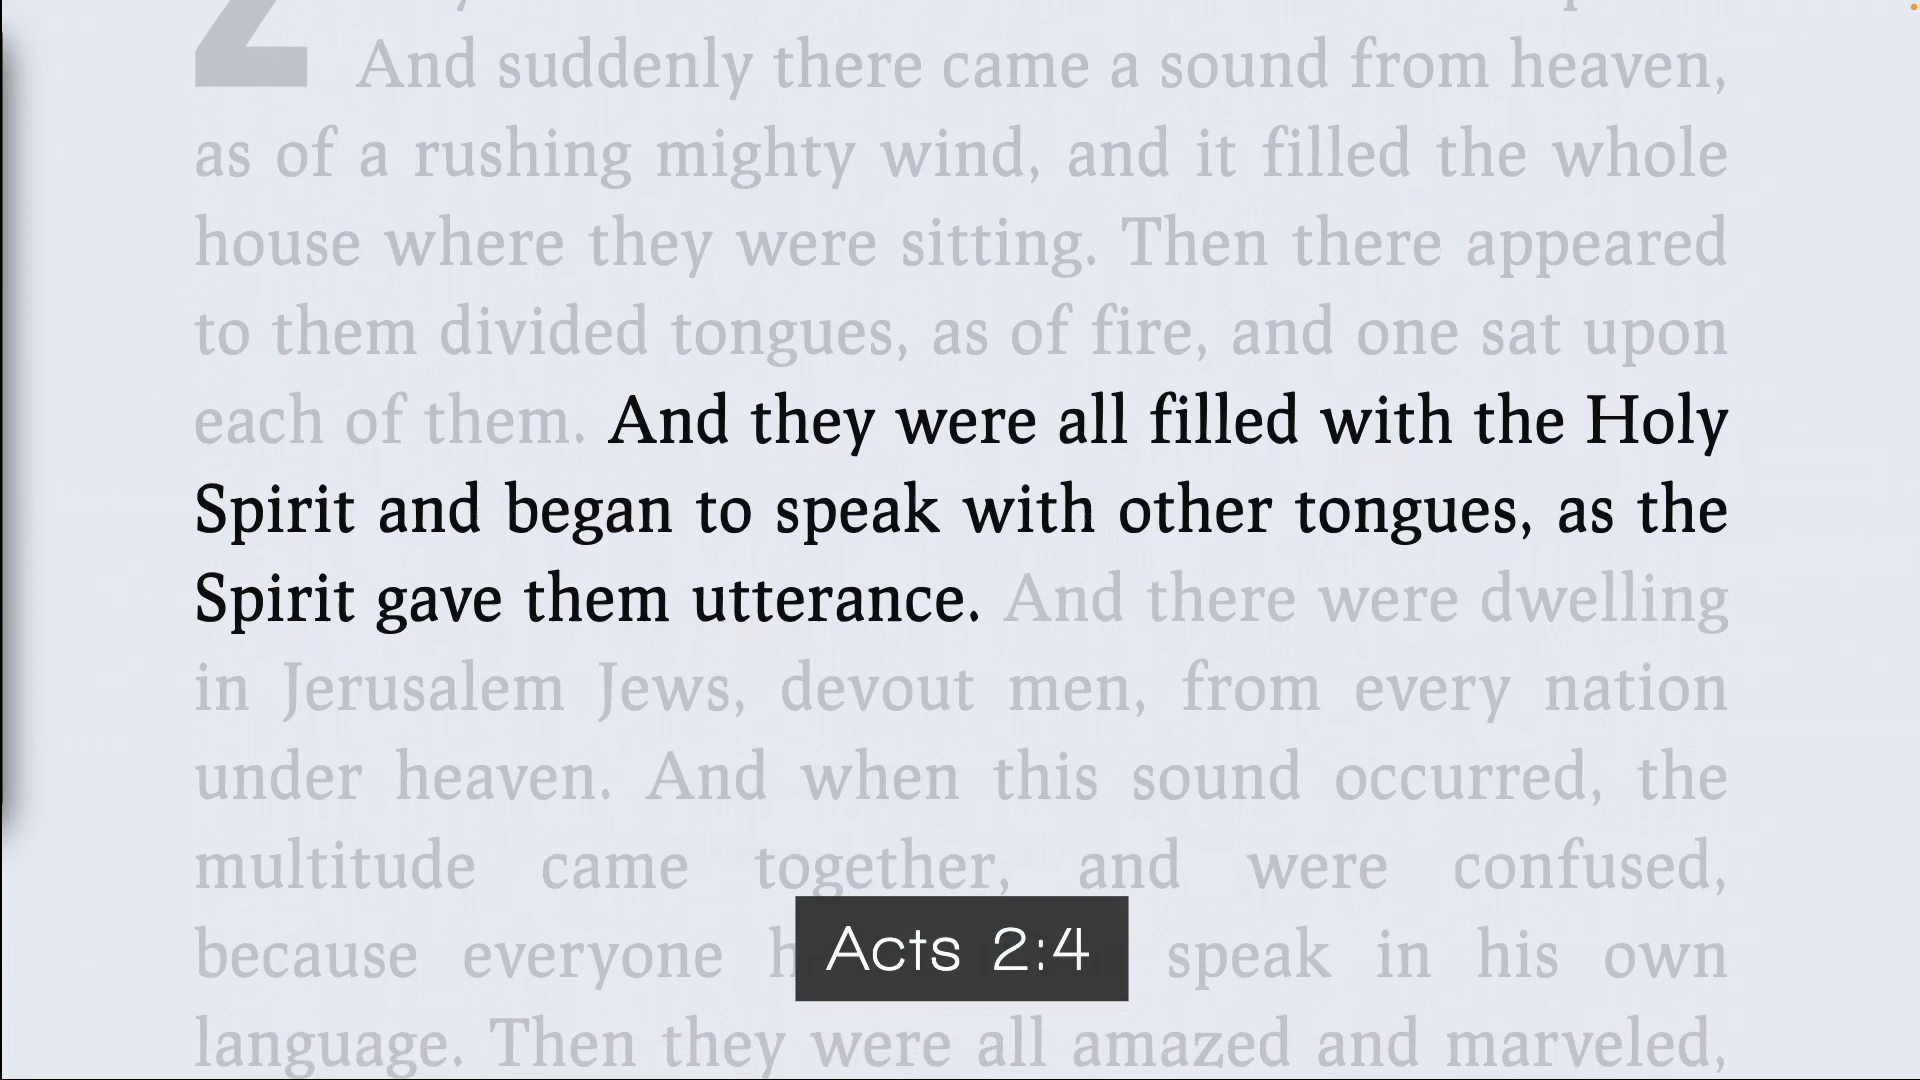 2
And suddenly there came a sound from heaven,
as of a rushing mighty wind, and it filled the whole
house where they were sitting. Then there appeared
to them divided tongues, as of fire, and one sat upon
each of them. And they were all filled with the Holy
Spirit and began to speak with other tongues, as the
Spirit gave them utterance. And there were dwelling
in Jerusalem Jews, devout men, from every nation
under heaven. And when this sound occurred, the
multitude came together, and were confused,
because everyone speak in his own
Acts 2:4
language. Then they were all amazed and marveled,